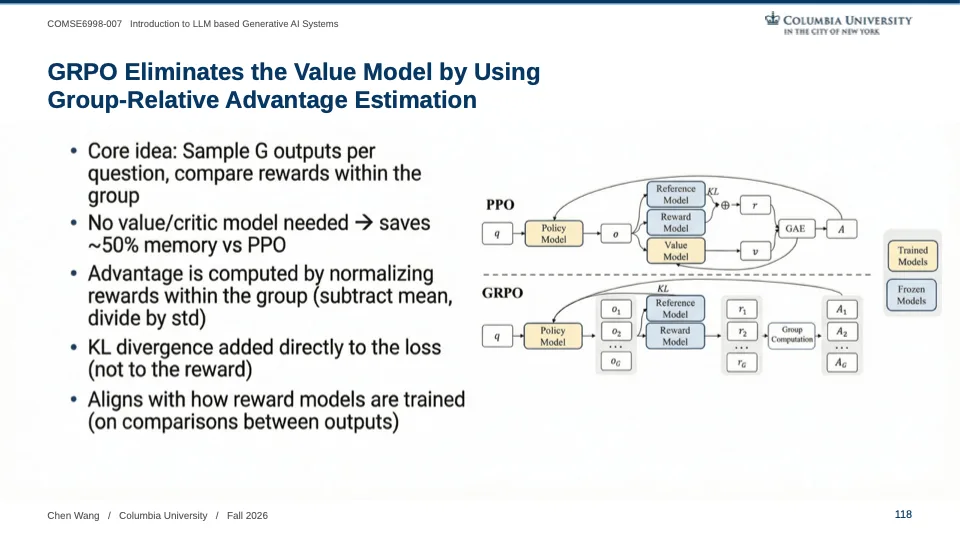 COMSE6998-007 Introduction to LLM based Generative AI Systems
COLUMBIA UNIVERSITY
IN THE CITY OF NEW YORK
GRPO Eliminates the Value Model by Using
Group-Relative Advantage Estimation
• Core idea: Sample G outputs per
question, compare rewards within the
group
• No value/critic model needed → saves
~50% memory vs PPO
• Advantage is computed by normalizing
rewards within the group (subtract mean,
divide by std)
• KL divergence added directly to the loss
(not to the reward)
• Aligns with how reward models are trained
(on comparisons between outputs)
PPO
q
Policy
Model
o
Reference
Model
KL
Reward
Model
Value
Model
⊕
r
v
GAE
A
GRPO
q
Policy
Model
o₁
o₂
...
o_G
KL
Reference
Model
Reward
Model
r₁
r₂
...
r_G
Group
Computation
A₁
A₂
...
A_G
Trained
Models
Frozen
Models
Chen Wang / Columbia University / Fall 2026
118